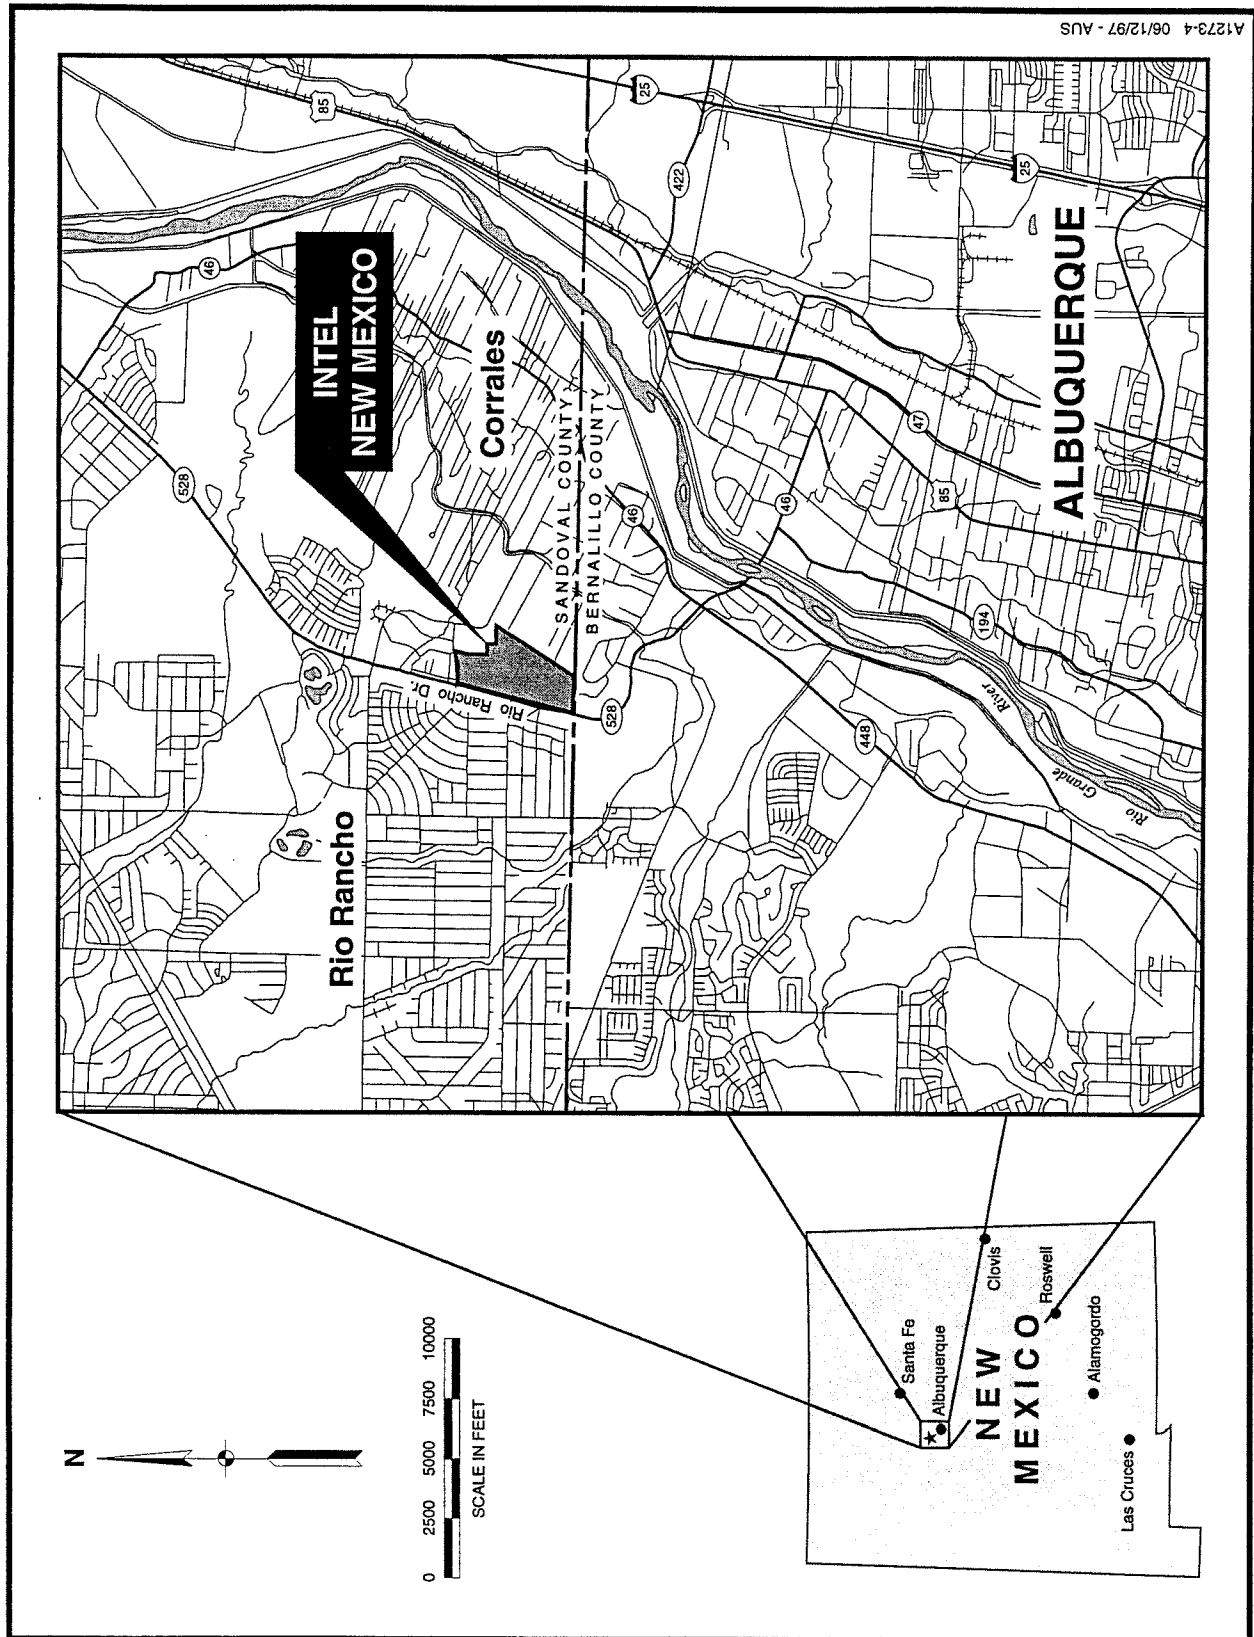 A1273-4 06/12/97 - AUS
N
0 2500 5000 7500 10000
SCALE IN FEET
Santa Fe
Albuquerque
NEW
MEXICO
Clovis
Roswell
Alamogordo
Las Cruces
Rio Rancho
INTEL
NEW MEXICO
Corrales
Rio Rancho Dr.
SANDOVAL COUNTY
BERNALILLO COUNTY
ALBUQUERQUE
Rio Grande River
528
528
46
46
46
85
85
25
25
422
47
194
448